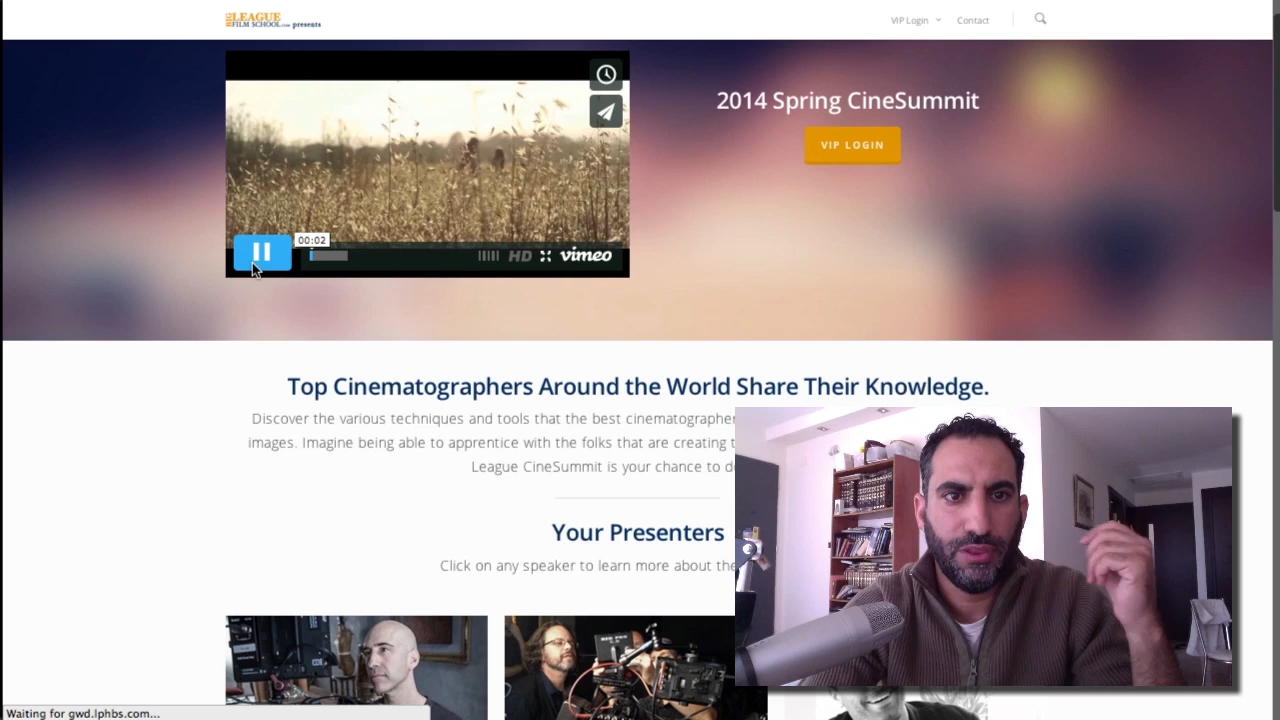 BIG LEAGUE
FILM SCHOOL.com presents
VIP Login
Contact
2014 Spring CineSummit
VIP LOGIN
00:02
HD
vimeo
Top Cinematographers Around the World Share Their Knowledge.
Discover the various techniques and tools that the best cinematographer
images. Imagine being able to apprentice with the folks that are creating
League CineSummit is your chance to
Your Presenters
Click on any speaker to learn more about the
Waiting for gwd.lphbs.com...